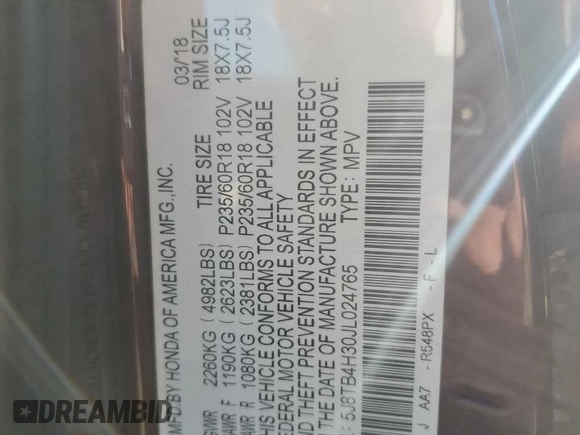 MFD BY HONDA OF AMERICA MFG.,INC. 03/'18
TIRE SIZE RIM SIZE
GVWR 2260KG (4982LBS)
GAWR F 1190KG (2623LBS) P235/60R18 102V 18X7.5J
GAWR R 1080KG (2381LBS) P235/60R18 102V 18X7.5J
THIS VEHICLE CONFORMS TO ALL APPLICABLE
FEDERAL MOTOR VEHICLE SAFETY
AND THEFT PREVENTION STANDARDS IN EFFECT
THE DATE OF MANUFACTURE SHOWN ABOVE.
: 5J8TB4H30JL024765 TYPE: MPV
J AA7 -R548PX -F-L
DREAMBID